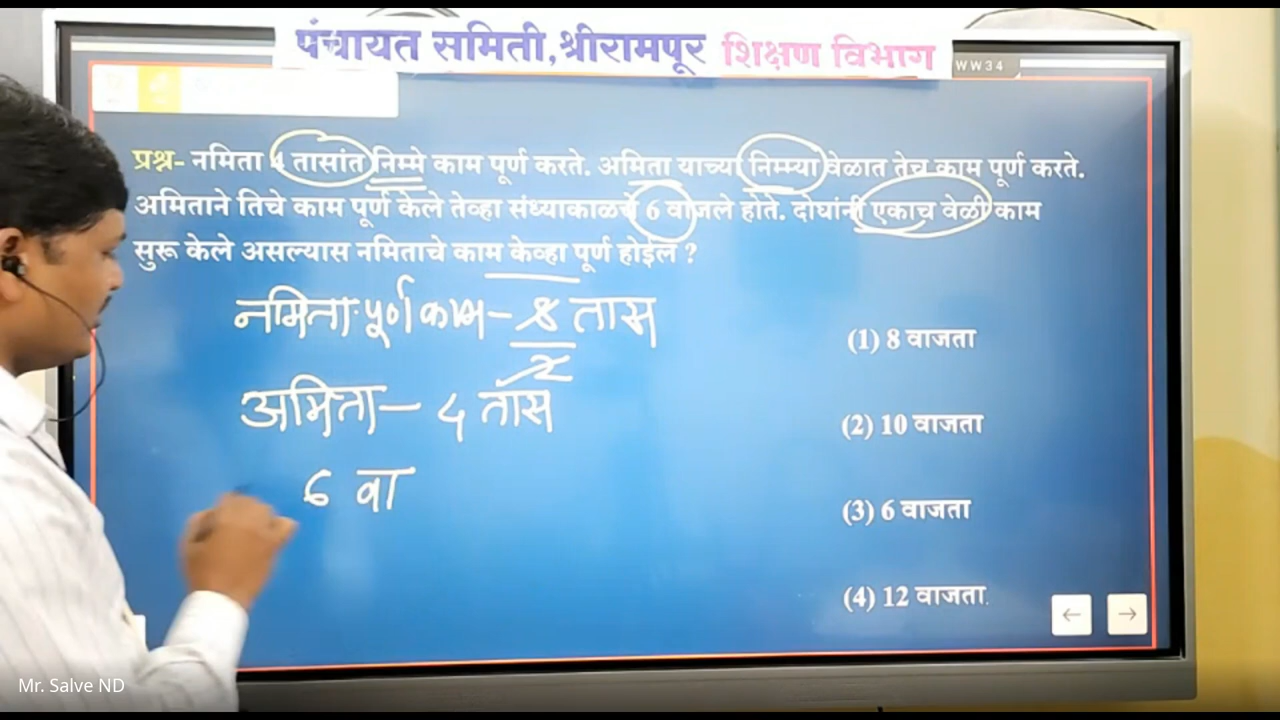 पंचायत समिती,श्रीरामपूर शिक्षण विभाग
WW34
प्रश्न- नमिता 4 तासांत निम्मे काम पूर्ण करते. अमिता याच्या निम्म्या वेळात तेच काम पूर्ण करते.
अमिताने तिचे काम पूर्ण केले तेव्हा संध्याकाळचे 6 वाजले होते. दोघांनी एकाच वेळी काम
सुरू केले असल्यास नमिताचे काम केव्हा पूर्ण होईल ?
नमिता पूर्ण काम - 8 तास
2
अमिता - 4 तास
6 वा
(1) 8 वाजता
(2) 10 वाजता
(3) 6 वाजता
(4) 12 वाजता.
← →
Mr. Salve ND